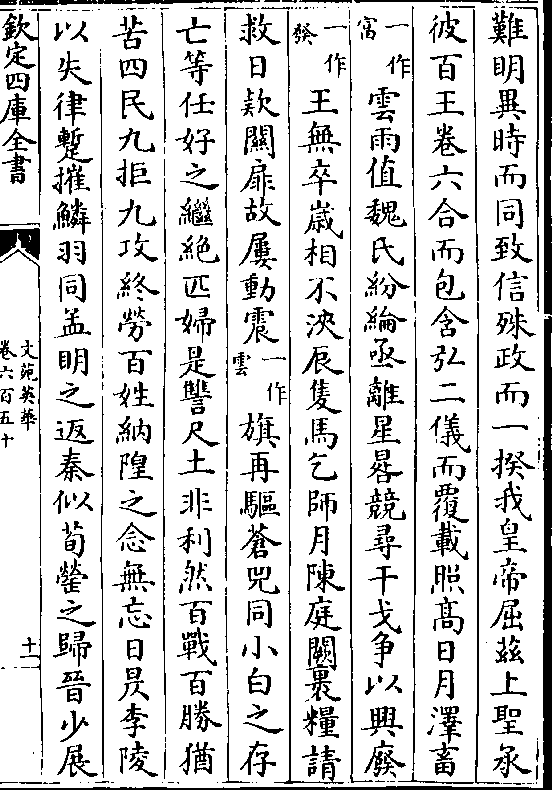 難明異時而同致信殊政而一揆我皇帝屈兹上聖承
彼百王卷六合而包含弘二儀而覆載照髙日月澤畜
一作富雲雨值魏氏紛綸亟離星晷競尋干戈争以興廢
一作發王無卒歳相不浹辰隻馬乞師月陳庭闕裹糧請
救日欵闗扉故屢動震一作雲旗再驅蒼兕同小白之存
亡等任好之繼絶匹婦是讐尺土非利然百戰百勝猶
苦四民九拒九攻終勞百姓納隍之念無忘日昃李陵
以失律蹔摧鱗羽同孟明之返秦似荀罃之歸晉少展
欽定四庫全書
文苑英華
卷六百五十
十一